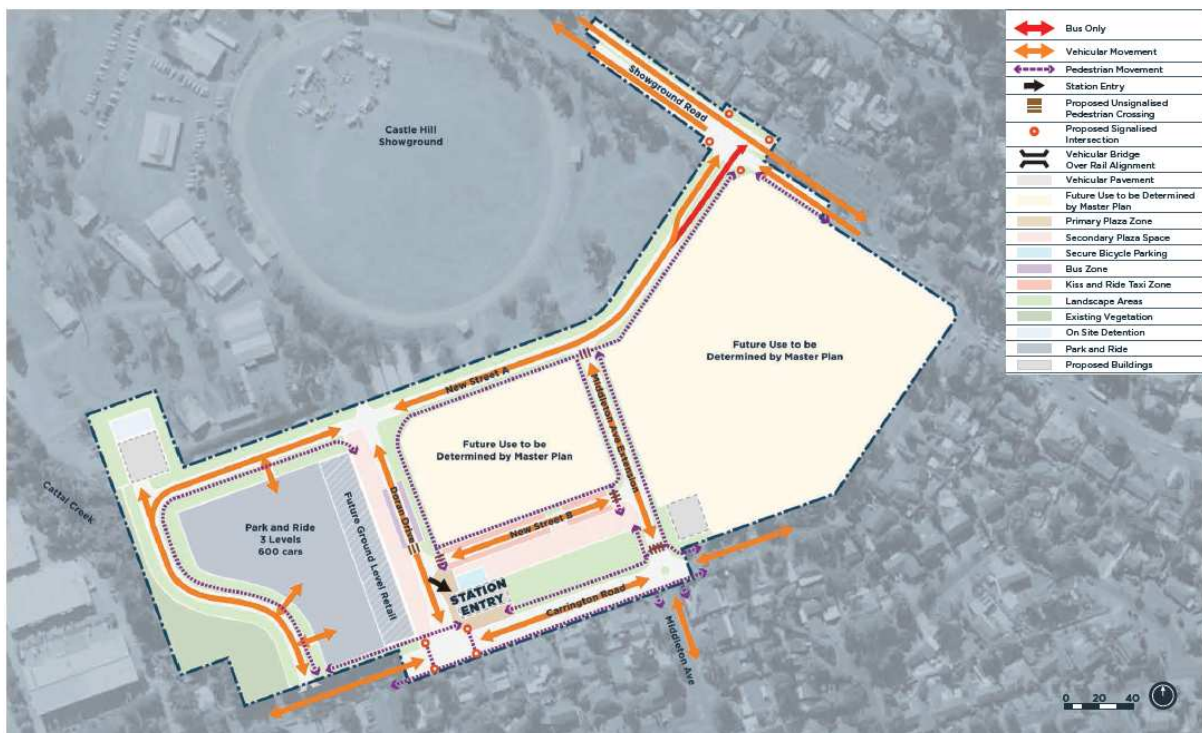 Showground Road
Castle Hill
Showground
Future Use to be
Determined by Master Plan
New Street A
Middleton Ave Extension
Future Use to be
Determined by Master Plan
Cattai Creek
Doran Drive
Park and Ride
3 Levels
600 cars
Future Ground Level Retail
New Street B
STATION
ENTRY
Carrington Road
Middleton Ave
0 20 40
Bus Only
Vehicular Movement
Pedestrian Movement
Station Entry
Proposed Unsignalised
Pedestrian Crossing
Proposed Signalised
Intersection
Vehicular Bridge
Over Rail Alignment
Vehicular Pavement
Future Use to be Determined
by Master Plan
Primary Plaza Zone
Secondary Plaza Space
Secure Bicycle Parking
Bus Zone
Kiss and Ride Taxi Zone
Landscape Areas
Existing Vegetation
On Site Detention
Park and Ride
Proposed Buildings